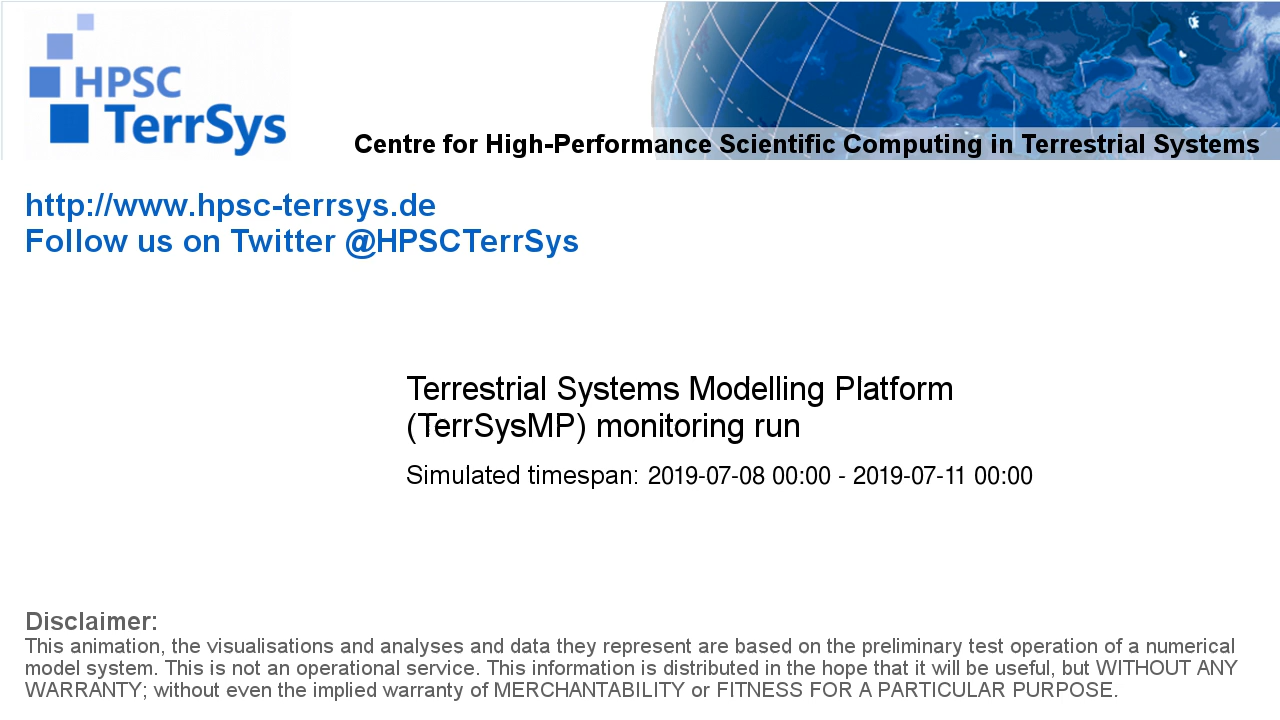 HPSC
TerrSys
Centre for High-Performance Scientific Computing in Terrestrial Systems
http://www.hpsc-terrsys.de
Follow us on Twitter @HPSCTerrSys
Terrestrial Systems Modelling Platform
(TerrSysMP) monitoring run
Simulated timespan: 2019-07-08 00:00 - 2019-07-11 00:00
Disclaimer:
This animation, the visualisations and analyses and data they represent are based on the preliminary test operation of a numerical
model system. This is not an operational service. This information is distributed in the hope that it will be useful, but WITHOUT ANY
WARRANTY; without even the implied warranty of MERCHANTABILITY or FITNESS FOR A PARTICULAR PURPOSE.